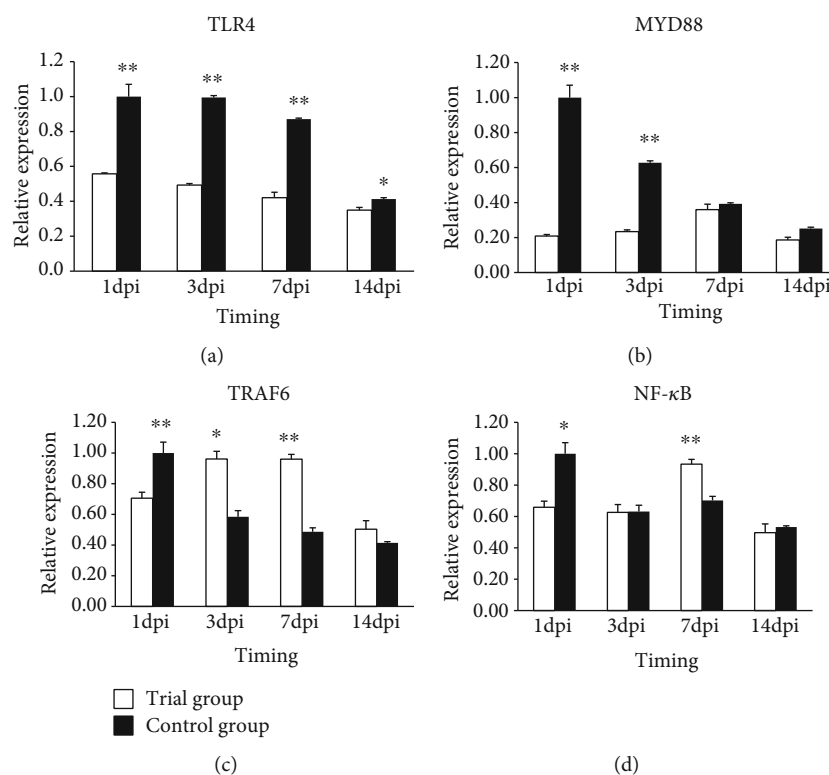 TLR4
1.2
1.0
0.8
0.6
0.4
0.2
0.0
Relative expression
**
**
**
*
1dpi 3dpi 7dpi 14dpi
Timing
(a)
MYD88
1.20
1.00
0.80
0.60
0.40
0.20
0.00
Relative expression
**
**
1dpi 3dpi 7dpi 14dpi
Timing
(b)
TRAF6
1.20
1.00
0.80
0.60
0.40
0.20
0.00
Relative expression
**
*
**
1dpi 3dpi 7dpi 14dpi
Timing
Trial group
Control group
(c)
NF-κB
1.20
1.00
0.80
0.60
0.40
0.20
0.00
Relative expression
*
**
1dpi 3dpi 7dpi 14dpi
Timing
(d)